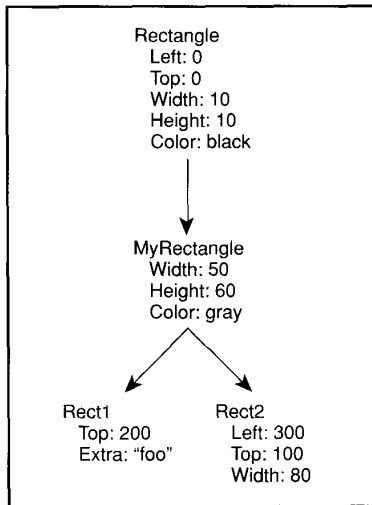 Rectangle
Left: 0
Top: 0
Width: 10
Height: 10
Color: black
MyRectangle
Width: 50
Height: 60
Color: gray
Rect1
Top: 200
Extra: “foo”
Rect2
Left: 300
Top: 100
Width: 80